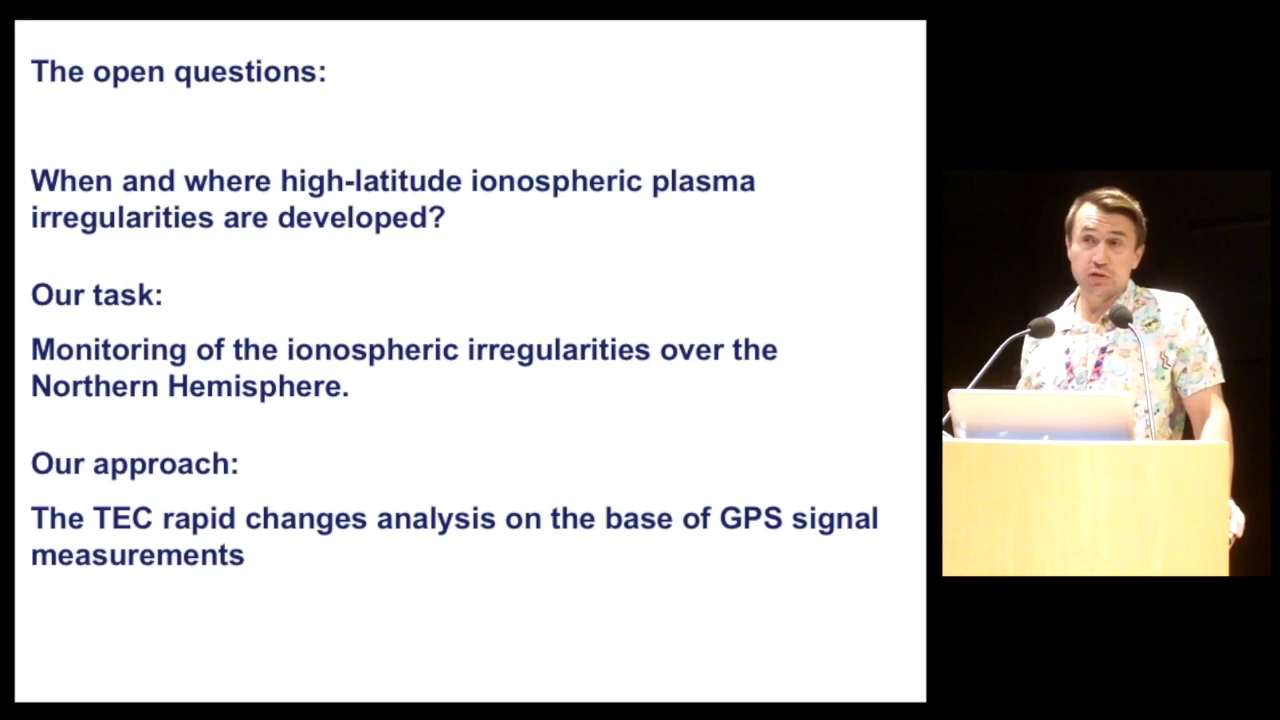 The open questions:
When and where high-latitude ionospheric plasma
irregularities are developed?
Our task:
Monitoring of the ionospheric irregularities over the
Northern Hemisphere.
Our approach:
The TEC rapid changes analysis on the base of GPS signal
measurements